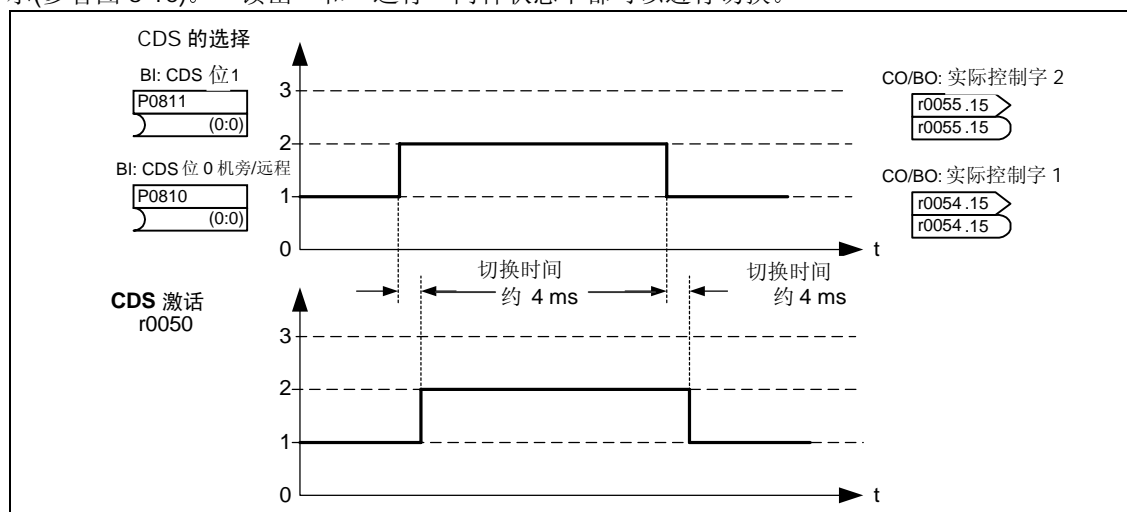 CDS 的选择
BI: CDS 位1
P0811
(0:0)
BI: CDS 位 0 机旁/远程
P0810
(0:0)
3
2
1
0
t
CO/BO: 实际控制字 2
r0055 .15
r0055 .15
CO/BO: 实际控制字 1
r0054 .15
r0054 .15
切换时间
约 4 ms
切换时间
约 4 ms
CDS 激话
r0050
3
2
1
0
t